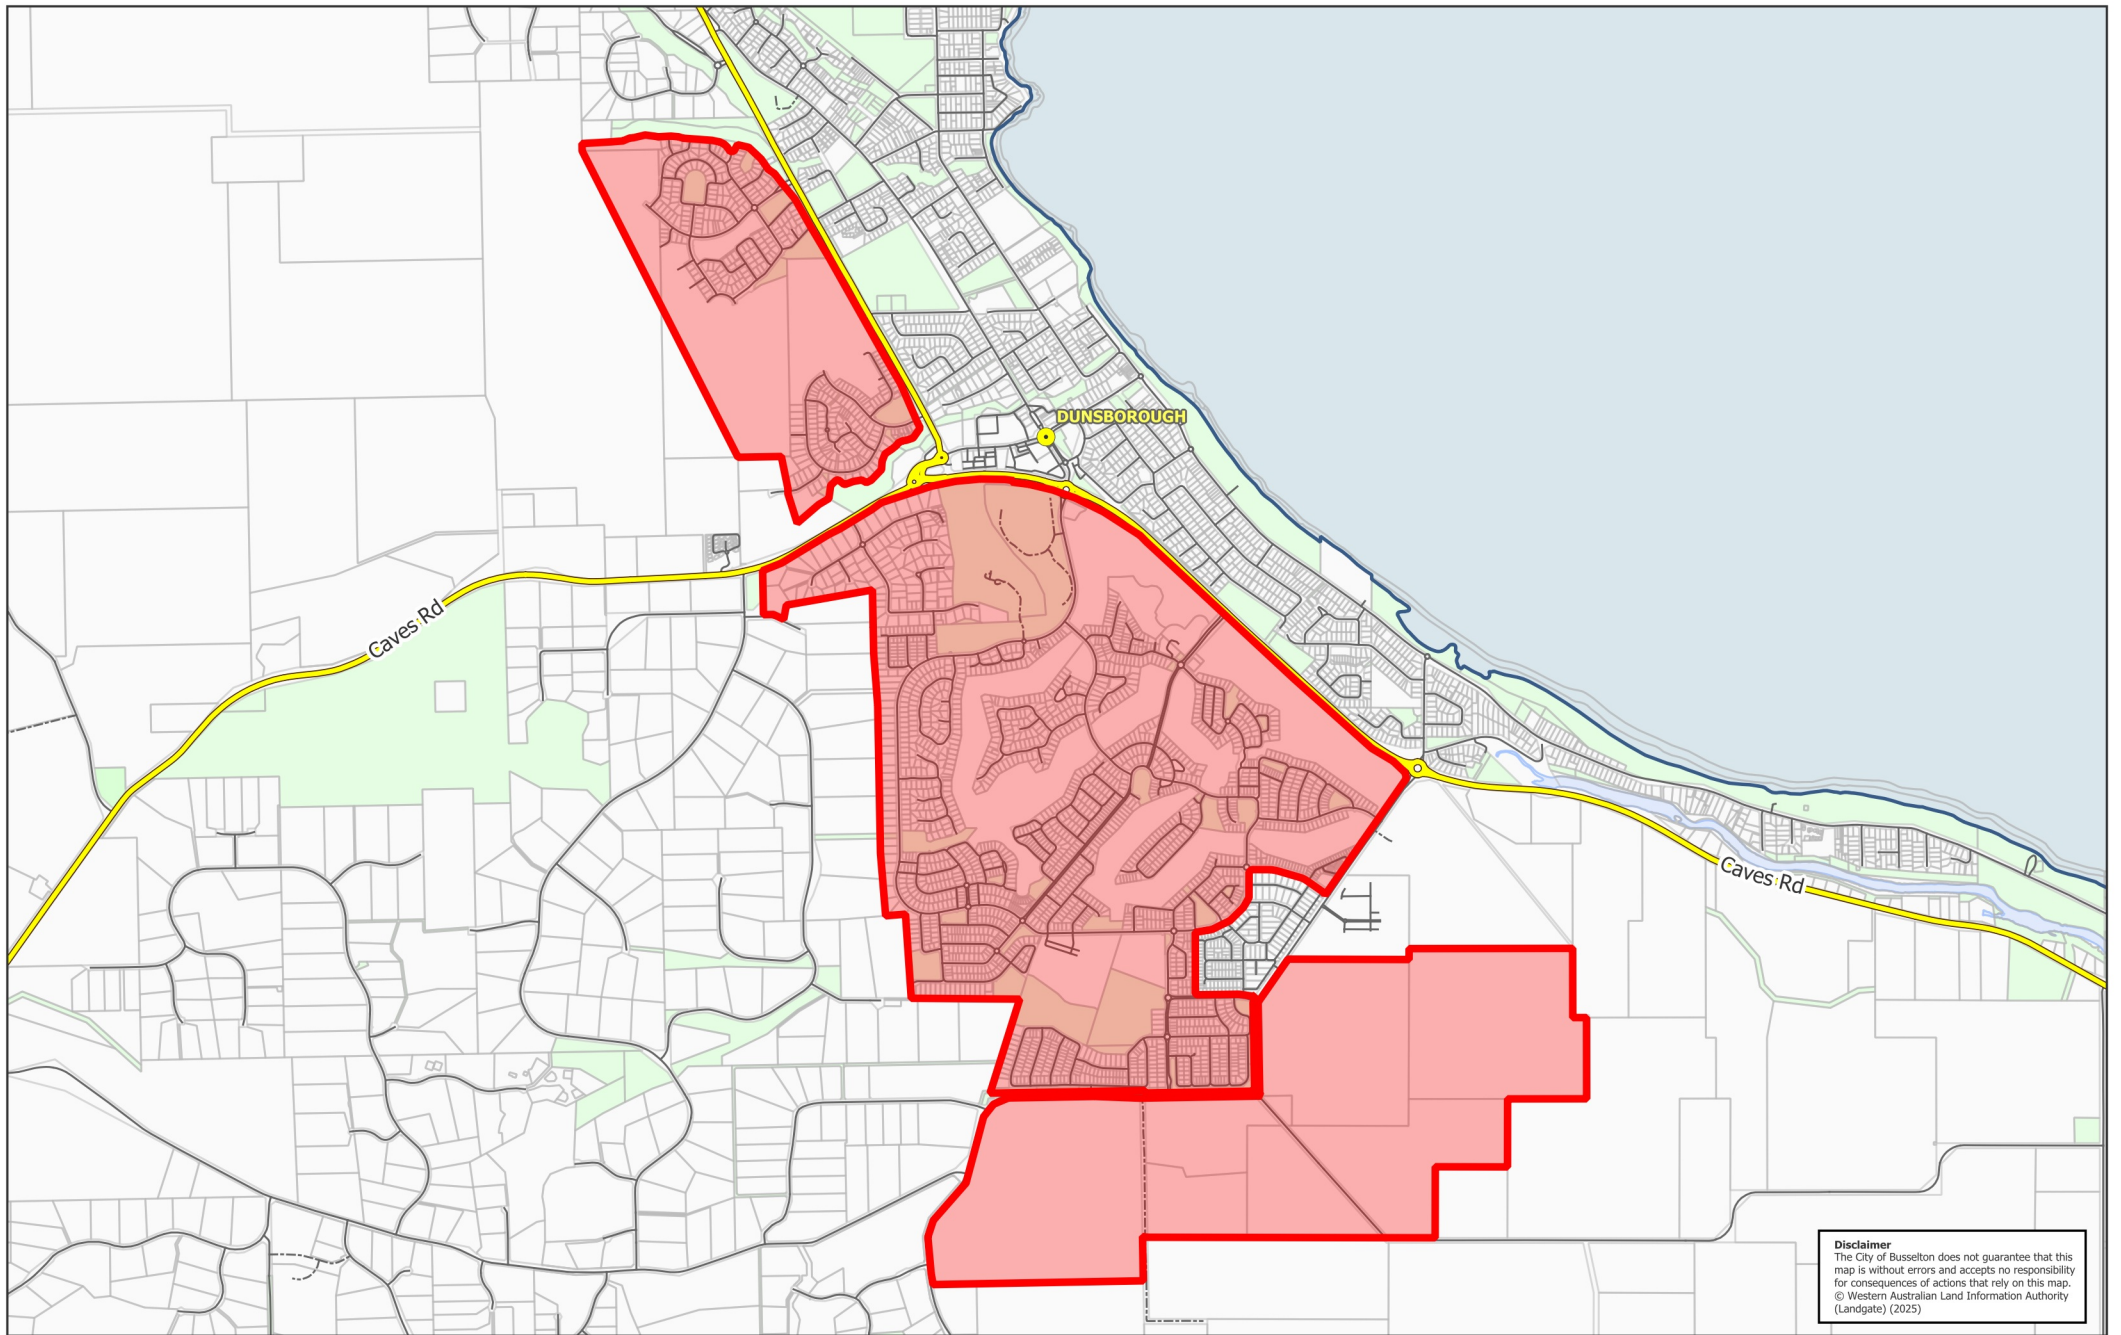 DUNSBOROUGH
Caves Rd
Caves Rd
Disclaimer
The City of Busselton does not guarantee that this
map is without errors and accepts no responsibility
for consequences of actions that rely on this map.
© Western Australian Land Information Authority
(Landgate) (2025)